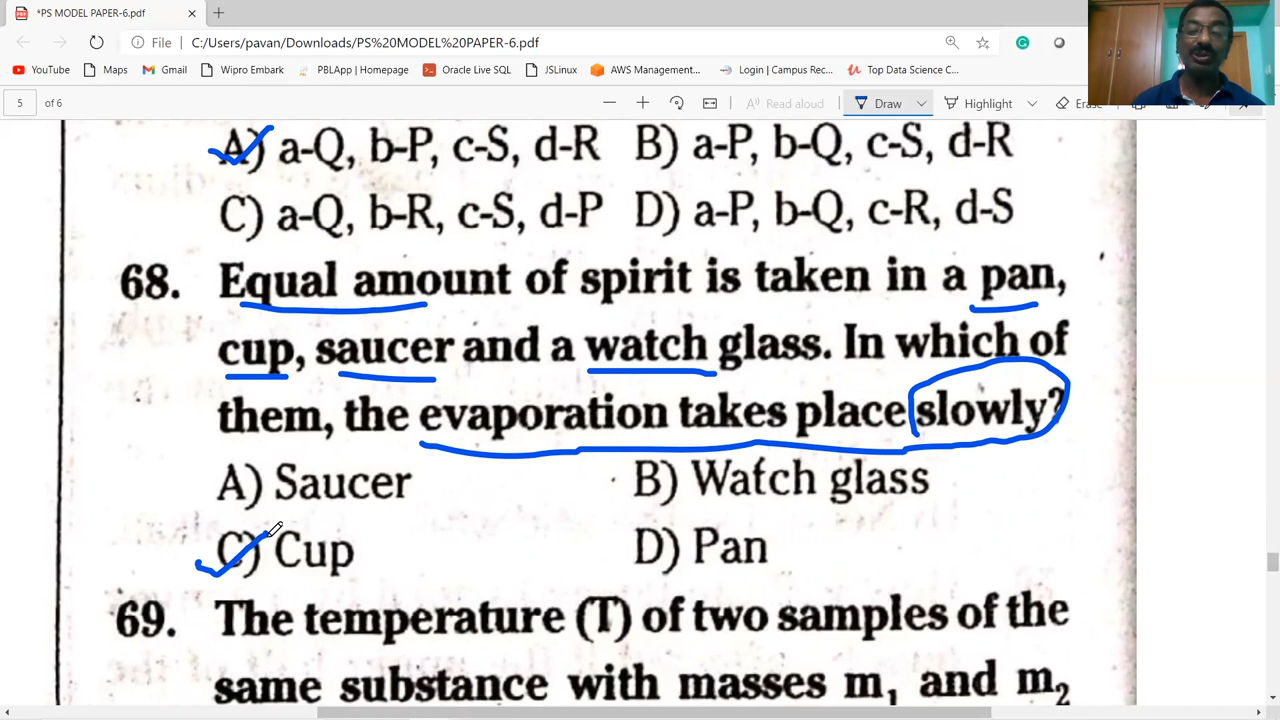 *PS MODEL PAPER-6.pdf
File C:/Users/pavan/Downloads/PS%20MODEL%20PAPER-6.pdf
YouTube Maps Gmail Wipro Embark PBLApp | Homepage Oracle Live SQL JSLinux AWS Management... Login | Campus Rec... Top Data Science C...
5 of 6 Read aloud Draw Highlight Erase
A) a-Q, b-P, c-S, d-R B) a-P, b-Q, c-S, d-R
C) a-Q, b-R, c-S, d-P D) a-P, b-Q, c-R, d-S
68. Equal amount of spirit is taken in a pan,
cup, saucer and a watch glass. In which of
them, the evaporation takes place slowly?
A) Saucer B) Watch glass
C) Cup D) Pan
69. The temperature (T) of two samples of the
same substance with masses m₁ and m₂